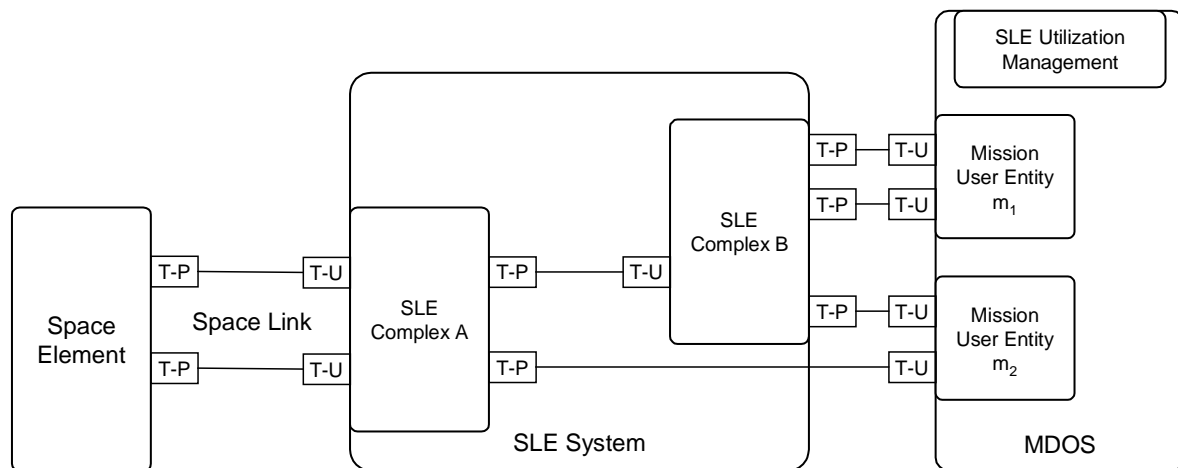 SLE Utilization
Management
T-P
T-U
Mission
User Entity
m1
T-P
T-U
SLE
Complex B
T-P
T-U
T-P
T-U
SLE
Complex A
Space
Element
Space Link
T-P
T-U
Mission
User Entity
m2
T-P
T-U
T-P
T-U
SLE System
MDOS